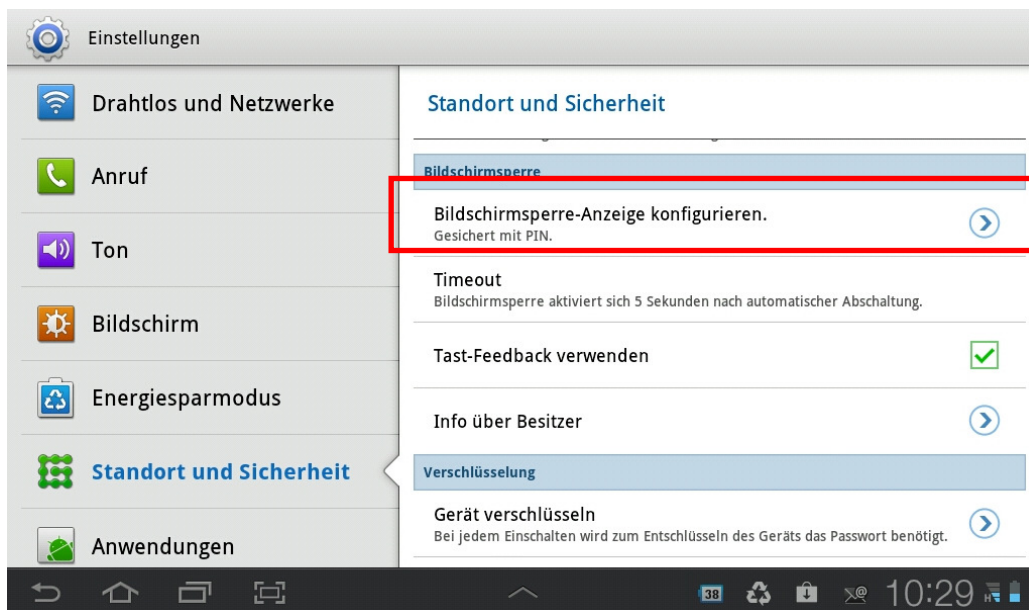 Einstellungen
Drahtlos und Netzwerke
Anruf
Ton
Bildschirm
Energiesparmodus
Standort und Sicherheit
Anwendungen
Standort und Sicherheit
Bildschirmsperre
Bildschirmsperre-Anzeige konfigurieren.
Gesichert mit PIN.
Timeout
Bildschirmsperre aktiviert sich 5 Sekunden nach automatischer Abschaltung.
Tast-Feedback verwenden
Info über Besitzer
Verschlüsselung
Gerät verschlüsseln
Bei jedem Einschalten wird zum Entschlüsseln des Geräts das Passwort benötigt.
38 10:29 H